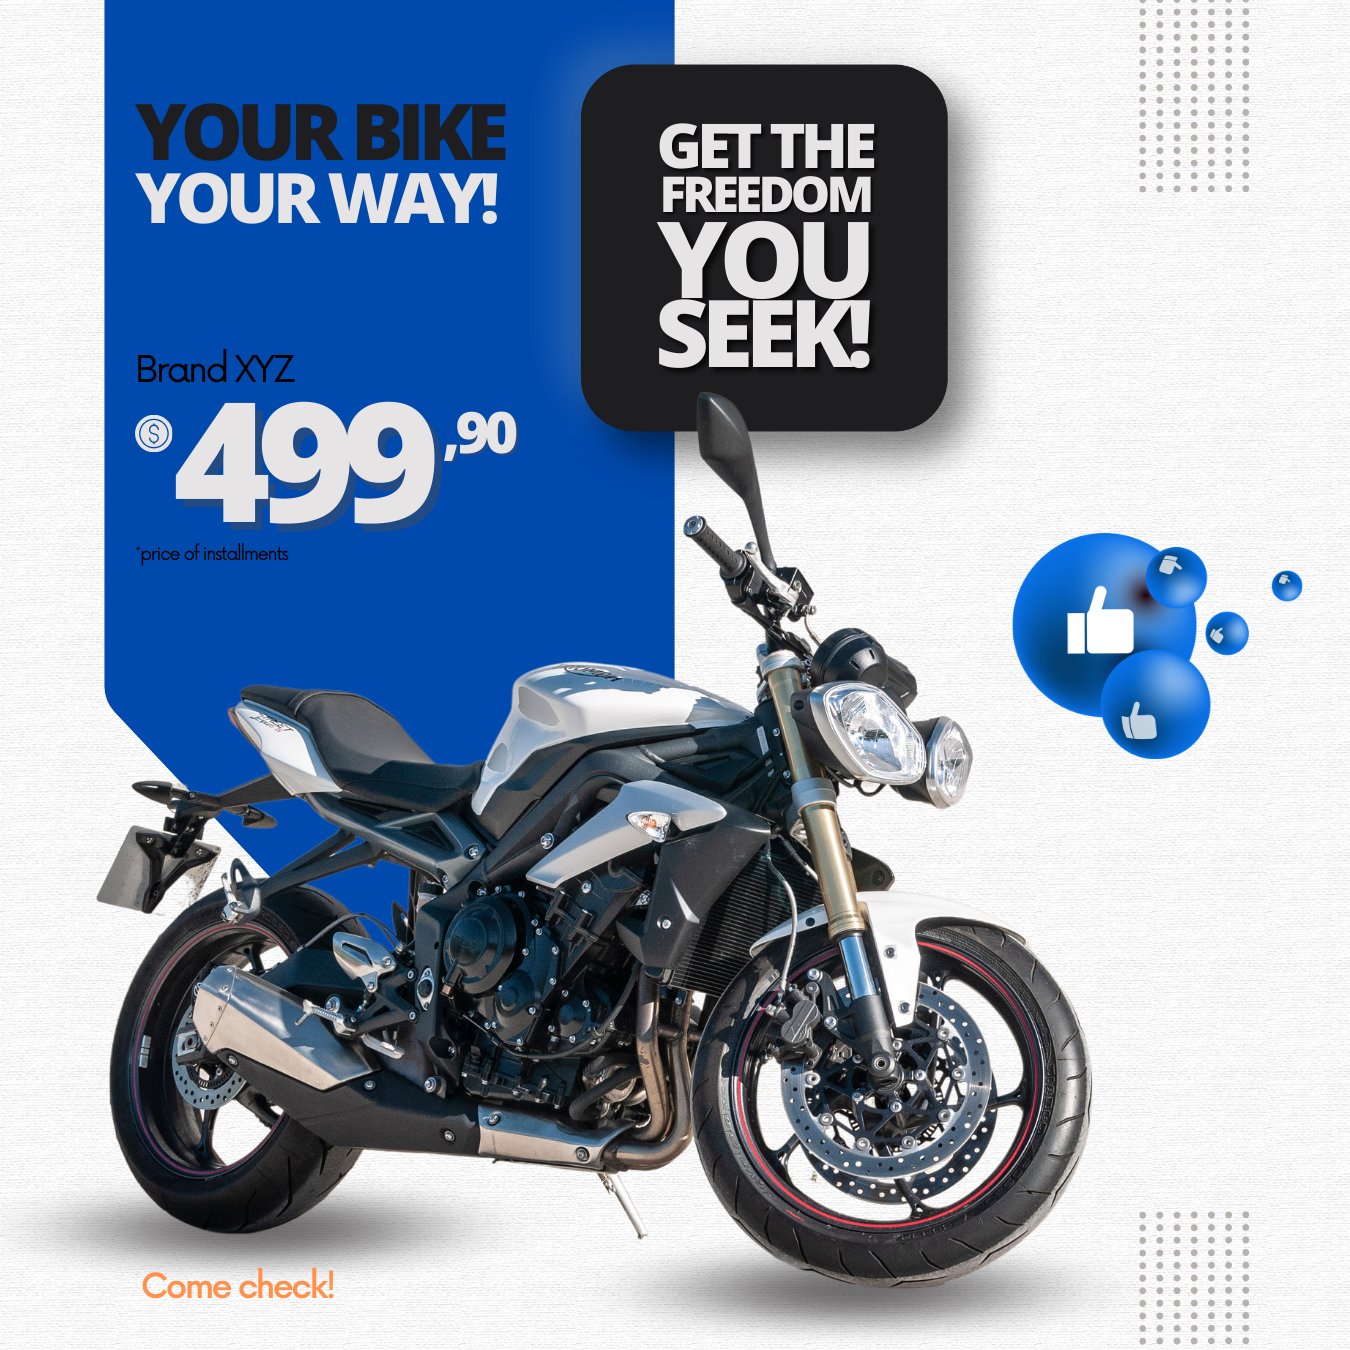 YOUR BIKE
YOUR WAY!
GET THE
FREEDOM
YOU
SEEK!
Brand XYZ
$ 499,90
*price of installments
Come check!